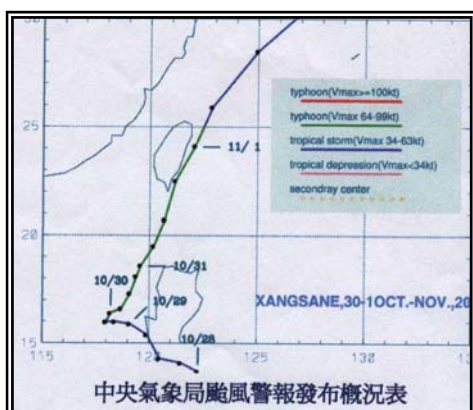 30
typhoon(Vmax>=100kt)
typhoon(Vmax 64-99kt)
tropical storm(Vmax 34-63kt)
tropical depression(Vmax<34kt)
secondray center
25
11/ 1
20
10/31
10/30
10/29
XANGSANE,30-1OCT.-NOV.,20
10/28
15
115 120 125 130
中央氣象局颱風警報發布概況表